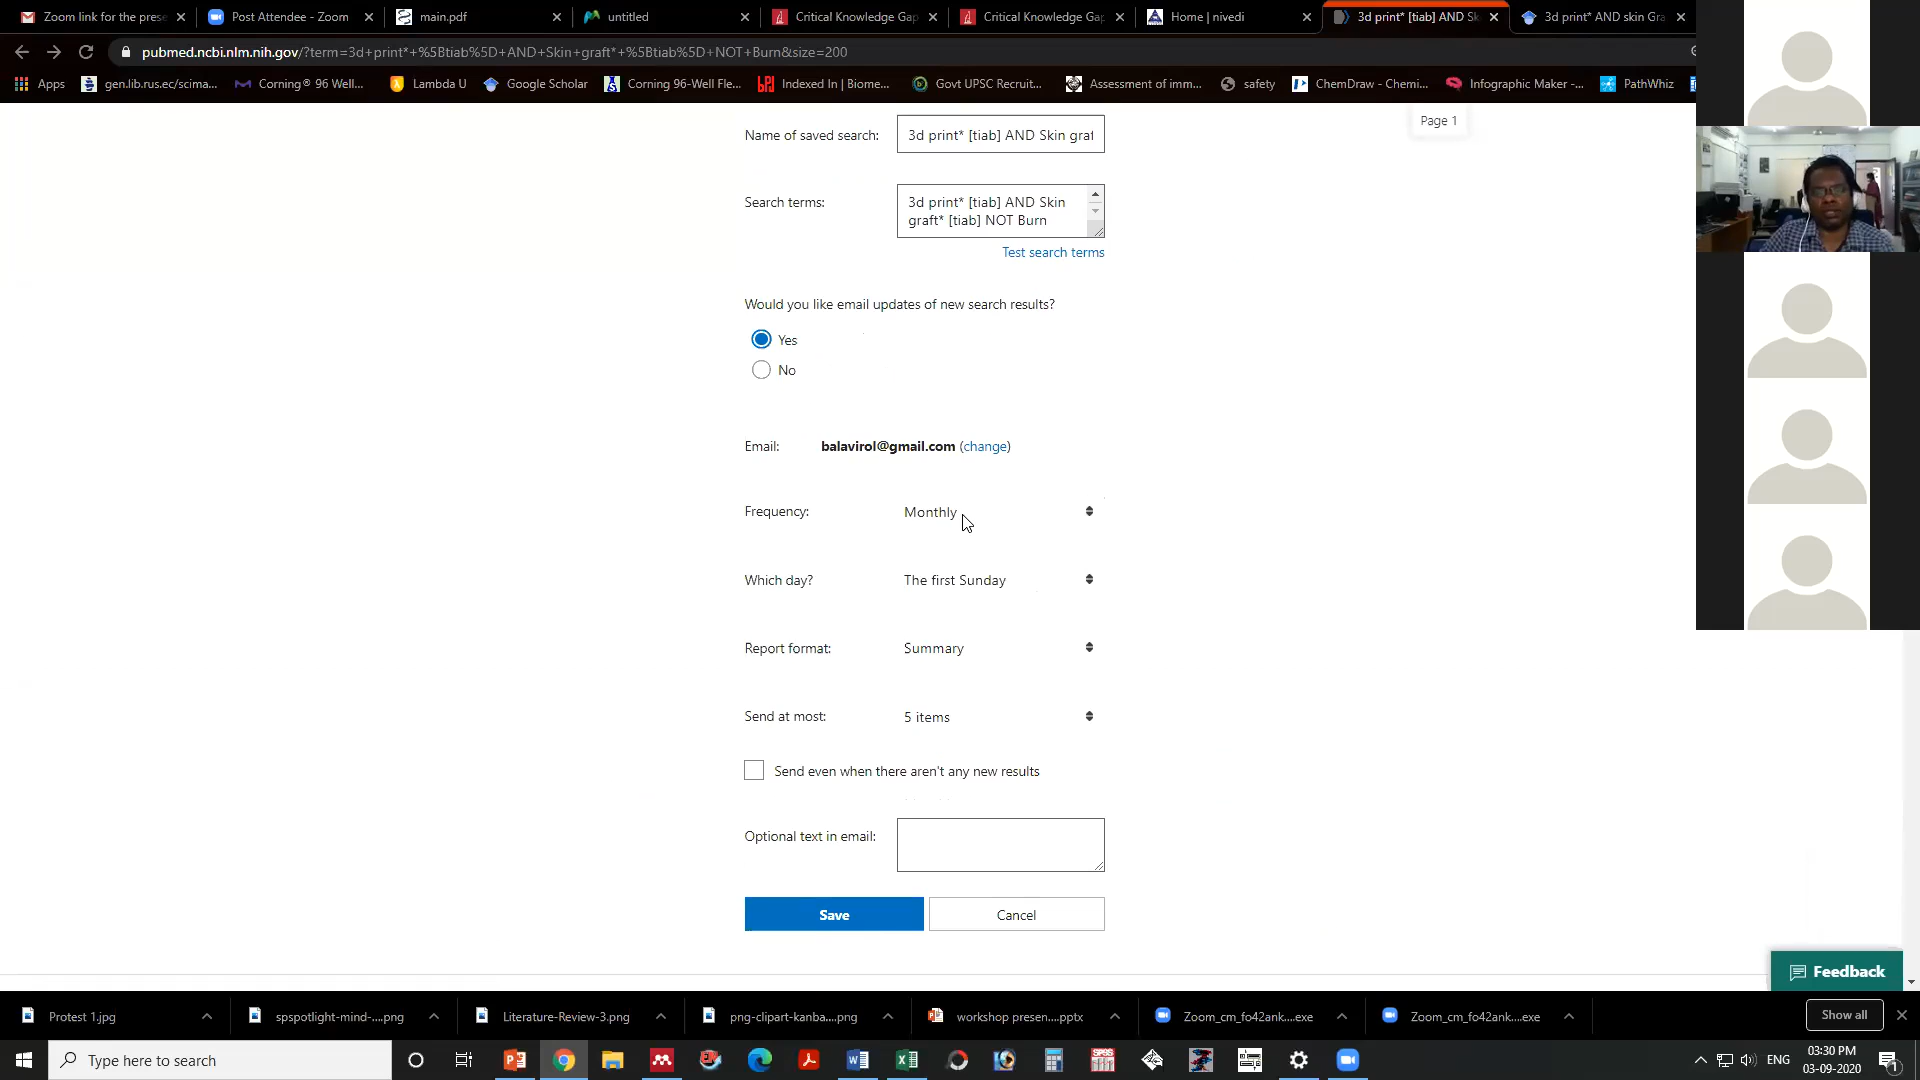 Zoom link for the prese
Post Attendee - Zoom
main.pdf
untitled
Critical Knowledge Gap
Critical Knowledge Gap
Home | nivedi
3d print* [tiab] AND Sk
3d print* AND skin Gra
pubmed.ncbi.nlm.nih.gov/?term=3d+print*+%5Btiab%5D+AND+Skin+graft*+%5Btiab%5D+NOT+Burn&size=200
Apps
gen.lib.rus.ec/scima...
Corning® 96 Well...
Lambda U
Google Scholar
Corning 96-Well Fle...
Indexed In | Biome...
Govt UPSC Recruit...
Assessment of imm...
safety
ChemDraw - Chemi...
Infographic Maker -...
PathWhiz
Page 1
Name of saved search:
3d print* [tiab] AND Skin graf
Search terms:
3d print* [tiab] AND Skin
graft* [tiab] NOT Burn
Test search terms
Would you like email updates of new search results?
Yes
No
Email: balavirol@gmail.com (change)
Frequency: Monthly
Which day? The first Sunday
Report format: Summary
Send at most: 5 items
Send even when there aren't any new results
Optional text in email:
Save
Cancel
Feedback
Protest 1.jpg
spspotlight-mind-....png
Literature-Review-3.png
png-clipart-kanba....png
workshop presen....pptx
Zoom_cm_fo42ank....exe
Zoom_cm_fo42ank....exe
Show all
Type here to search
ENG
03:30 PM
03-09-2020
1